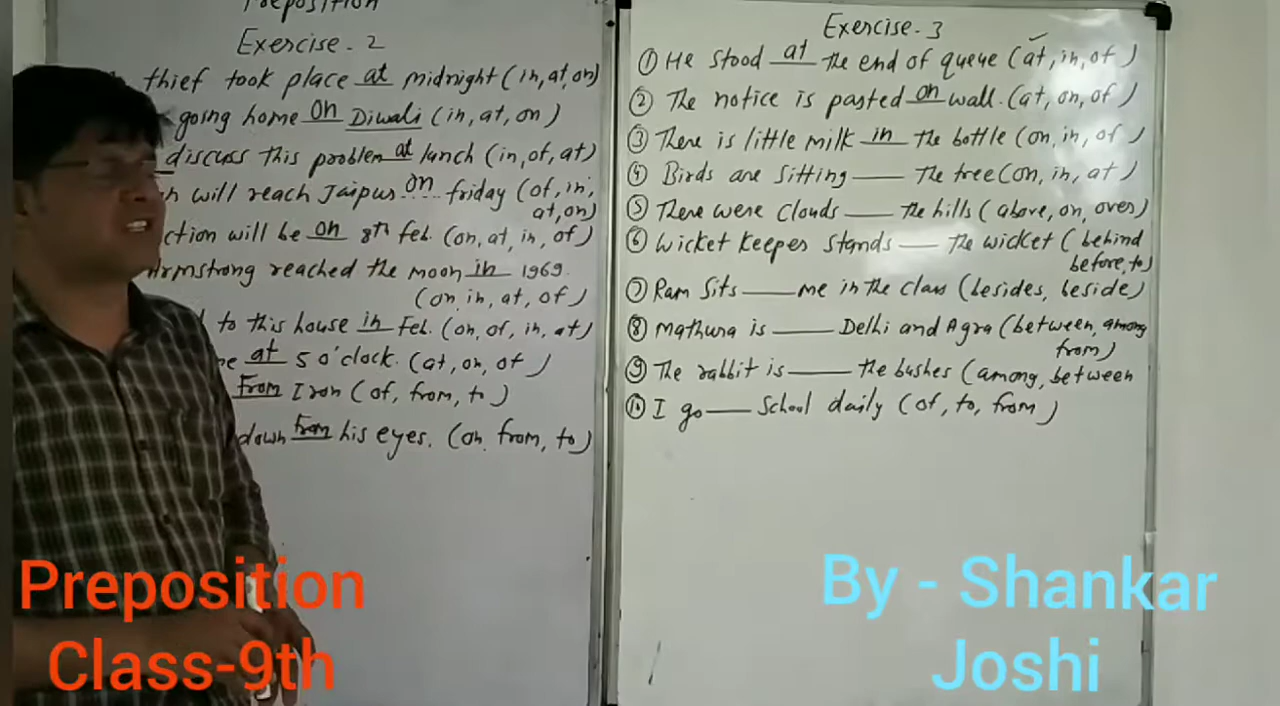 Preposition
Exercise - 2
thief took place at midnight (in, at, on)
going home on Diwali (in, at, on)
discuss this problem at lunch (in, of, at)
will reach Jaipur on friday (of, in,
at, on)
ction will be on 8th feb. (on, at, in, of)
Armstrong reached the moon in 1969.
(on, in, at, of)
to this house in Feb. (on, of, in, at)
at 5 o'clock. (at, on, of)
From Iron (of, from, to)
down from his eyes. (on, from, to)
Exercise - 3
① He stood at the end of queue (at, in, of)
② The notice is pasted on wall. (at, on, of)
③ There is little milk in the bottle (on, in, of)
④ Birds are sitting ___ the tree (on, in, at)
⑤ There were clouds ___ the hills (above, on, over)
⑥ Wicket Keeper stands ___ the wicket (behind
before, to)
⑦ Ram sits ___ me in the class (besides, beside)
⑧ Mathura is ___ Delhi and Agra (between, among
from)
⑨ The rabbit is ___ the bushes (among, between
⑩ I go ___ School daily (of, to, from)
Preposition
Class-9th
By - Shankar
Joshi